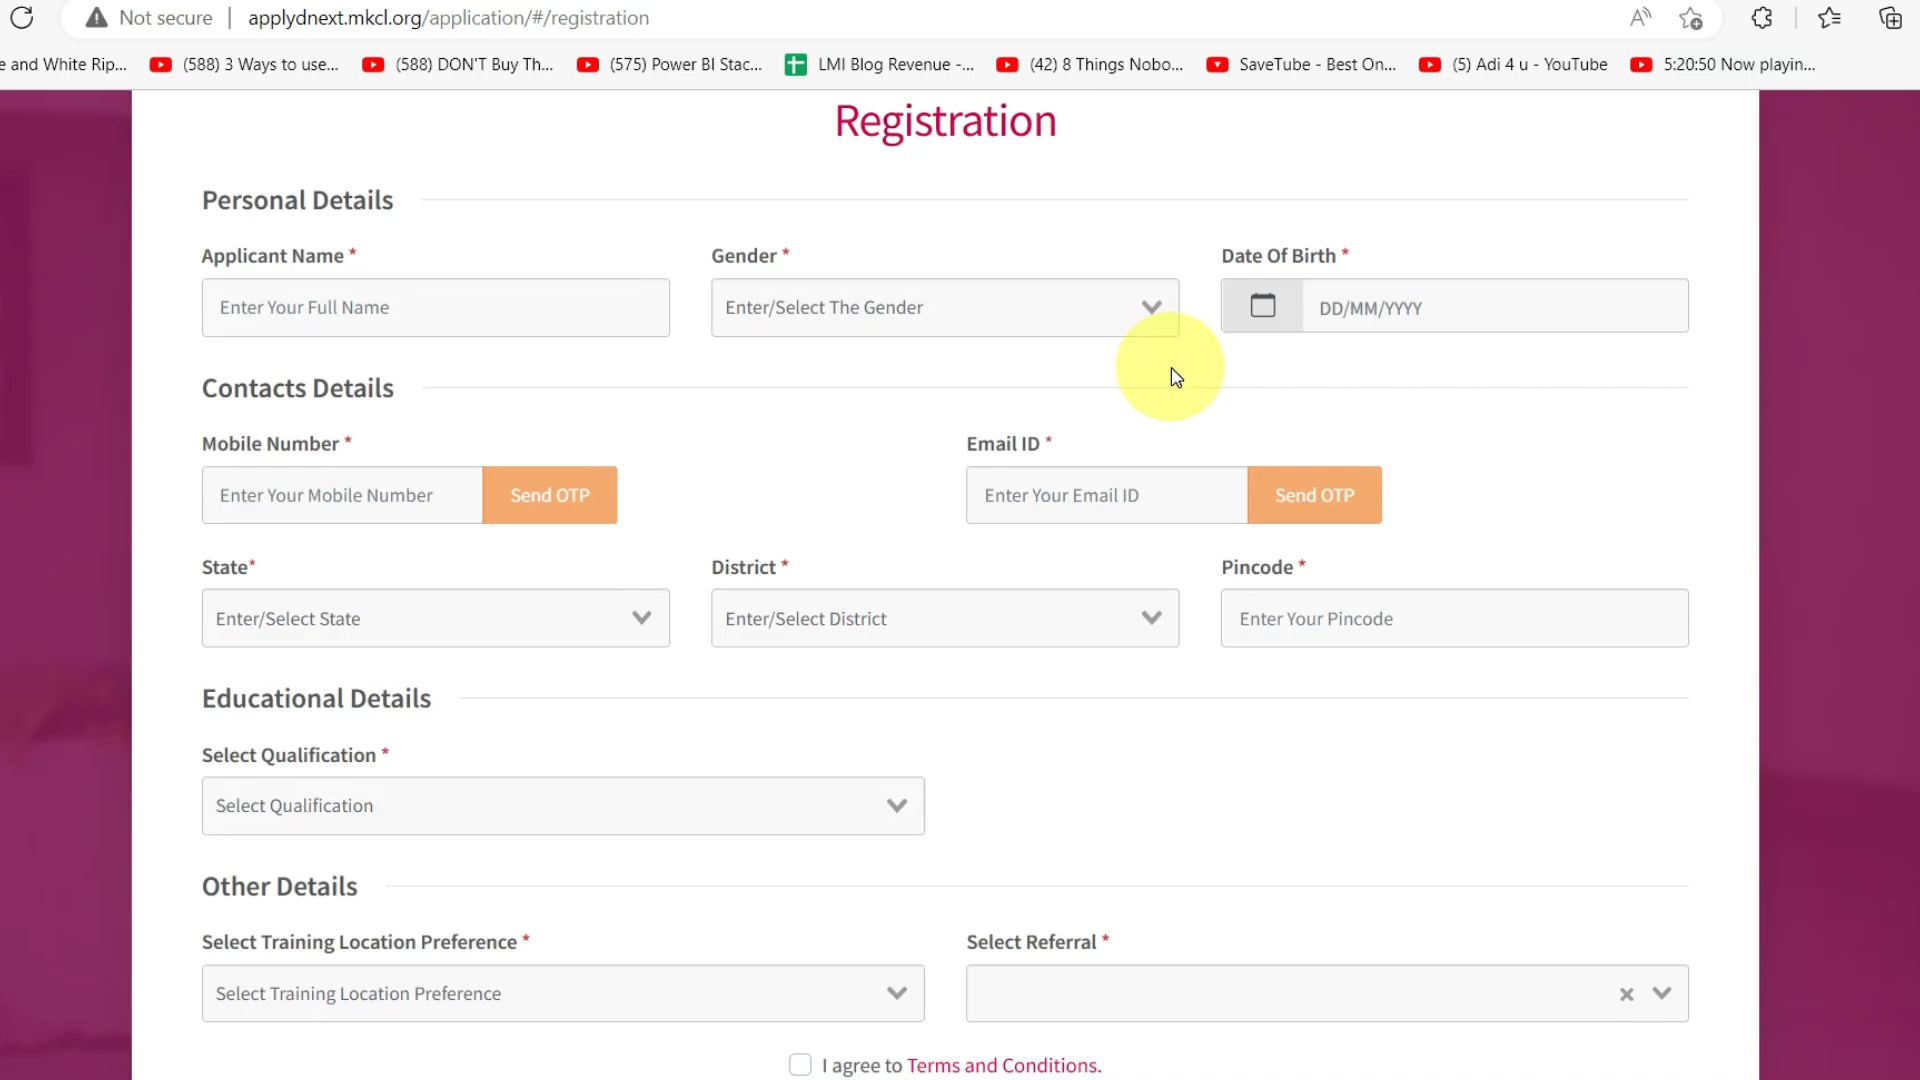 Not secure | applydnext.mkcl.org/application/#/registration
e and White Rip... (588) 3 Ways to use... (588) DON'T Buy Th... (575) Power BI Stac... LMI Blog Revenue -... (42) 8 Things Nobo... SaveTube - Best On... (5) Adi 4 u - YouTube 5:20:50 Now playin...
Registration
Personal Details
Applicant Name * Gender * Date Of Birth *
Enter Your Full Name Enter/Select The Gender DD/MM/YYYY
Contacts Details
Mobile Number * Email ID *
Enter Your Mobile Number Send OTP Enter Your Email ID Send OTP
State* District * Pincode *
Enter/Select State Enter/Select District Enter Your Pincode
Educational Details
Select Qualification *
Select Qualification
Other Details
Select Training Location Preference * Select Referral *
Select Training Location Preference
I agree to Terms and Conditions.